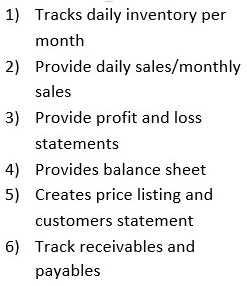 1) Tracks daily inventory per
month
2) Provide daily sales/monthly
sales
3) Provide profit and loss
statements
4) Provides balance sheet
5) Creates price listing and
customers statement
6) Track receivables and
payables